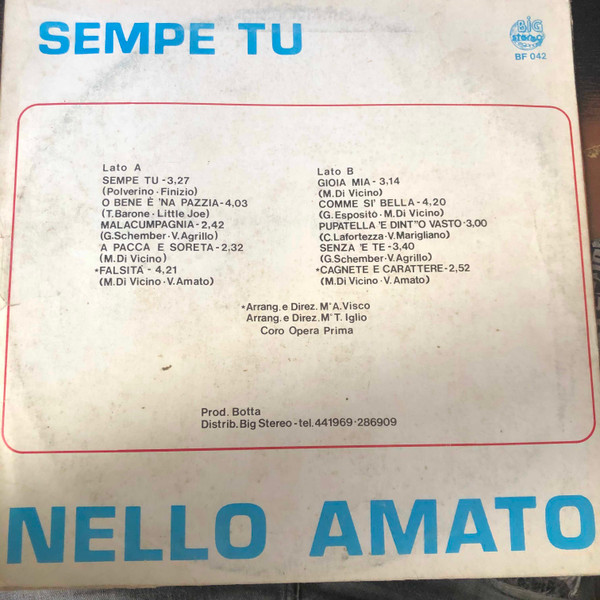 SEMPE TU
BIG
stereo
BF 042
Lato A
SEMPE TU - 3,27
(Polverino - Finizio)
O BENE È 'NA PAZZIA - 4,03
(T. Barone - Little Joe)
MALACUMPAGNIA - 2,42
(G. Schember - V. Agrillo)
'A PACCA E SORETA - 2,32
(M. Di Vicino)
*FALSITÀ - 4,21
(M. Di Vicino - V. Amato)
Lato B
GIOIA MIA - 3,14
(M. Di Vicino)
COMME SI' BELLA - 4,20
(G. Esposito - M. Di Vicino)
PUPATELLA 'E DINT''O VASTO - 3,00
(C. Lafortezza - V. Marigliano)
SENZA 'E TE - 3,40
(G. Schember - V. Agrillo)
*CAGNETE E CARATTERE - 2,52
(M. Di Vicino - V. Amato)
*Arrang. e Direz. M° A. Visco
Arrang. e Direz. M° T. Iglio
Coro Opera Prima
Prod. Botta
Distrib. Big Stereo - tel. 441969 - 286909
NELLO AMATO